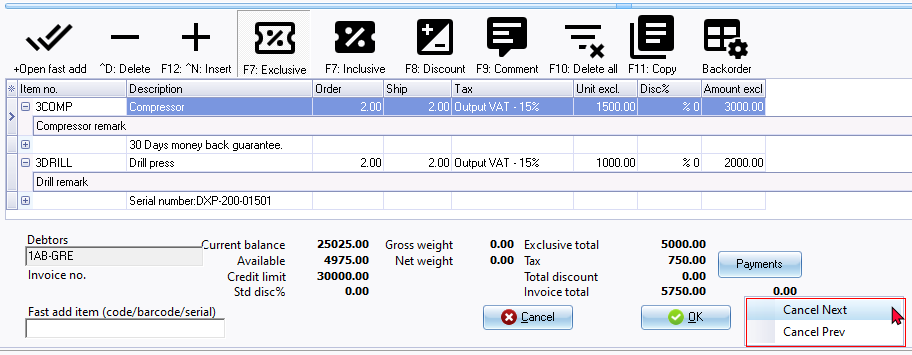 +Open fast add ^D: Delete F12: ^N: Insert F7: Exclusive F7: Inclusive F8: Discount F9: Comment F10: Delete all F11: Copy Backorder
Item no. Description Order Ship Tax Unit excl. Disc% Amount excl
3COMP Compressor 2.00 2.00 Output VAT - 15% 1500.00 % 0 3000.00
Compressor remark
30 Days money back guarantee.
3DRILL Drill press 2.00 2.00 Output VAT - 15% 1000.00 % 0 2000.00
Drill remark
Serial number:DXP-200-01501
Debtors
1AB-GRE
Invoice no.
Current balance 25025.00 Gross weight 0.00 Exclusive total 5000.00
Available 4975.00 Net weight 0.00 Tax 750.00
Credit limit 30000.00 Total discount 0.00
Std disc% 0.00 Invoice total 5750.00 0.00
Payments
Fast add item (code/barcode/serial)
Cancel
OK
Cancel Next
Cancel Prev